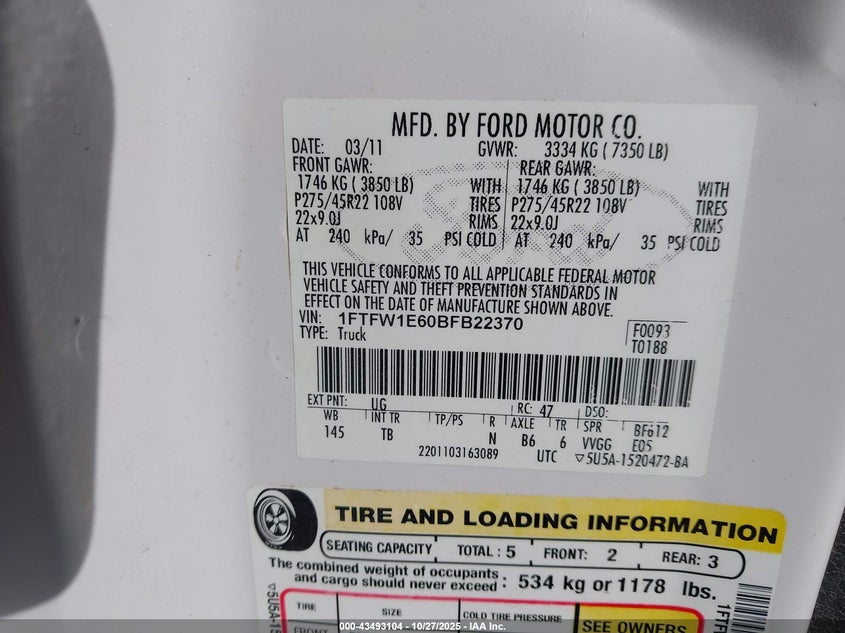 MFD. BY FORD MOTOR CO.
DATE: 03/11 GVWR: 3334 KG ( 7350 LB)
FRONT GAWR: REAR GAWR:
1746 KG ( 3850 LB) WITH 1746 KG ( 3850 LB) WITH
P275/45R22 108V TIRES P275/45R22 108V TIRES
22x9.0J RIMS 22x9.0J RIMS
AT 240 kPa/ 35 PSI COLD AT 240 kPa/ 35 PSI COLD
THIS VEHICLE CONFORMS TO ALL APPLICABLE FEDERAL MOTOR
VEHICLE SAFETY AND THEFT PREVENTION STANDARDS IN
EFFECT ON THE DATE OF MANUFACTURE SHOWN ABOVE.
VIN: 1FTFW1E60BFB22370
TYPE: Truck
F0093
T0188
EXT PNT: UG RC: 47 DSO:
WB INT TR TP/PS R AXLE TR SPR BF612
145 TB N B6 6 VVGG E05
2201103163089 UTC ▽5U5A-1520472-BA
TIRE AND LOADING INFORMATION
SEATING CAPACITY TOTAL : 5 FRONT: 2 REAR: 3
The combined weight of occupants
and cargo should never exceed : 534 kg or 1178 lbs.
TIRE SIZE COLD TIRE PRESSURE SEE OWNERS
FRONT
▽5U5A-15
1FTF
000-43493104 - 10/27/2025 - IAA Inc.